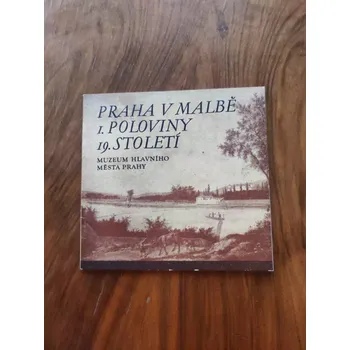 PRAHA V MALBĚ
1. POLOVINY
19. STOLETÍ
MUZEUM HLAVNÍHO
MĚSTA PRAHY